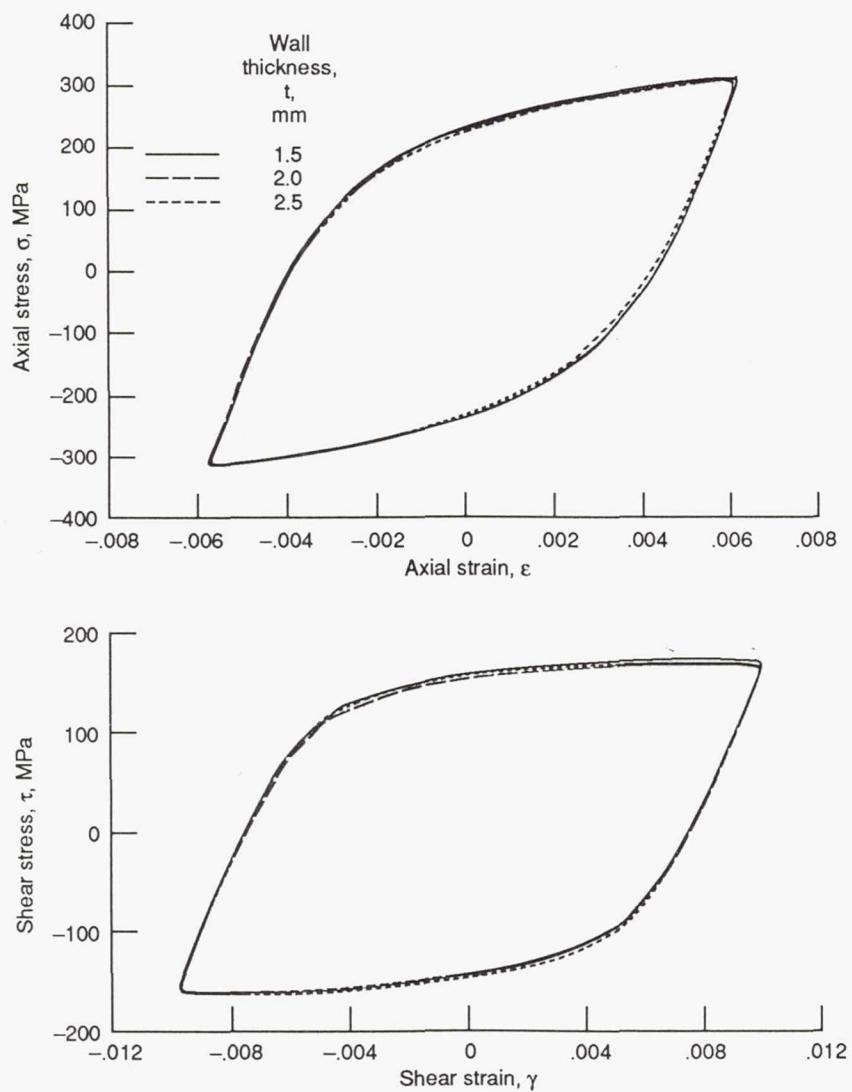 400
300
200
100
0
−100
−200
−300
−400
Axial stress, σ, MPa
Wall
thickness,
t,
mm
1.5
2.0
2.5
−.008 −.006 −.004 −.002 0 .002 .004 .006 .008
Axial strain, ε
200
100
0
−100
−200
Shear stress, τ, MPa
−.012 −.008 −.004 0 .004 .008 .012
Shear strain, γ